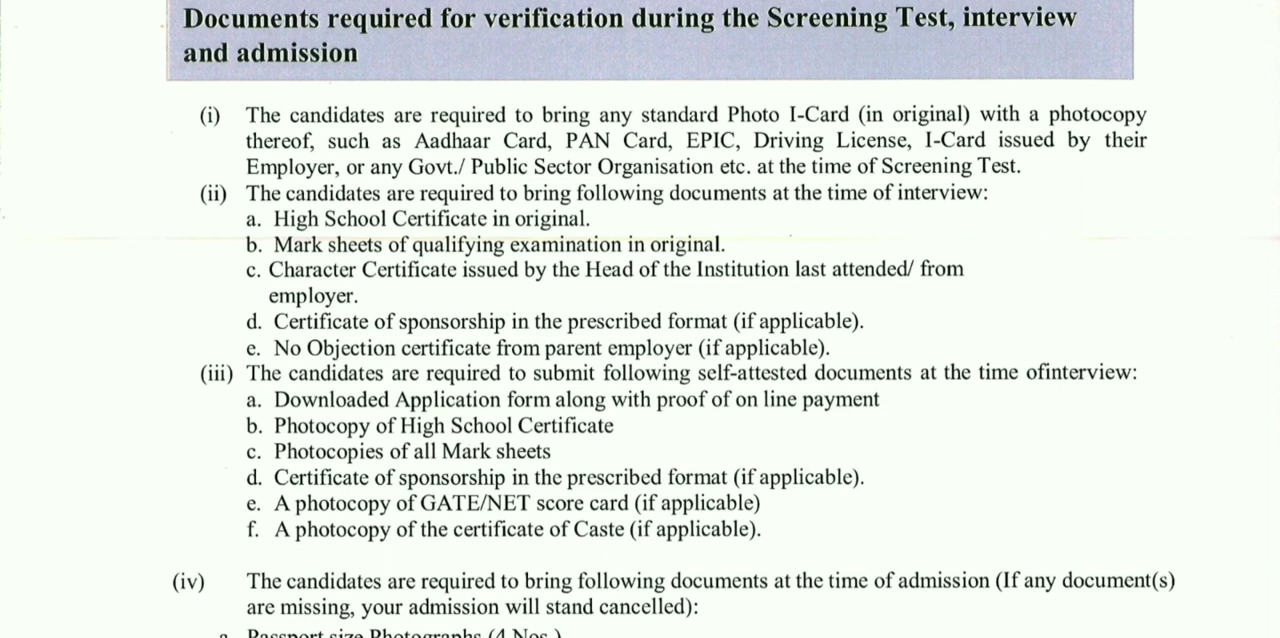 Documents required for verification during the Screening Test, interview
and admission
(i) The candidates are required to bring any standard Photo I-Card (in original) with a photocopy
thereof, such as Aadhaar Card, PAN Card, EPIC, Driving License, I-Card issued by their
Employer, or any Govt./ Public Sector Organisation etc. at the time of Screening Test.
(ii) The candidates are required to bring following documents at the time of interview:
a. High School Certificate in original.
b. Mark sheets of qualifying examination in original.
c. Character Certificate issued by the Head of the Institution last attended/ from
employer.
d. Certificate of sponsorship in the prescribed format (if applicable).
e. No Objection certificate from parent employer (if applicable).
(iii) The candidates are required to submit following self-attested documents at the time ofinterview:
a. Downloaded Application form along with proof of on line payment
b. Photocopy of High School Certificate
c. Photocopies of all Mark sheets
d. Certificate of sponsorship in the prescribed format (if applicable).
e. A photocopy of GATE/NET score card (if applicable)
f. A photocopy of the certificate of Caste (if applicable).
(iv) The candidates are required to bring following documents at the time of admission (If any document(s)
are missing, your admission will stand cancelled):
a. Passport size Photographs (4 Nos.)